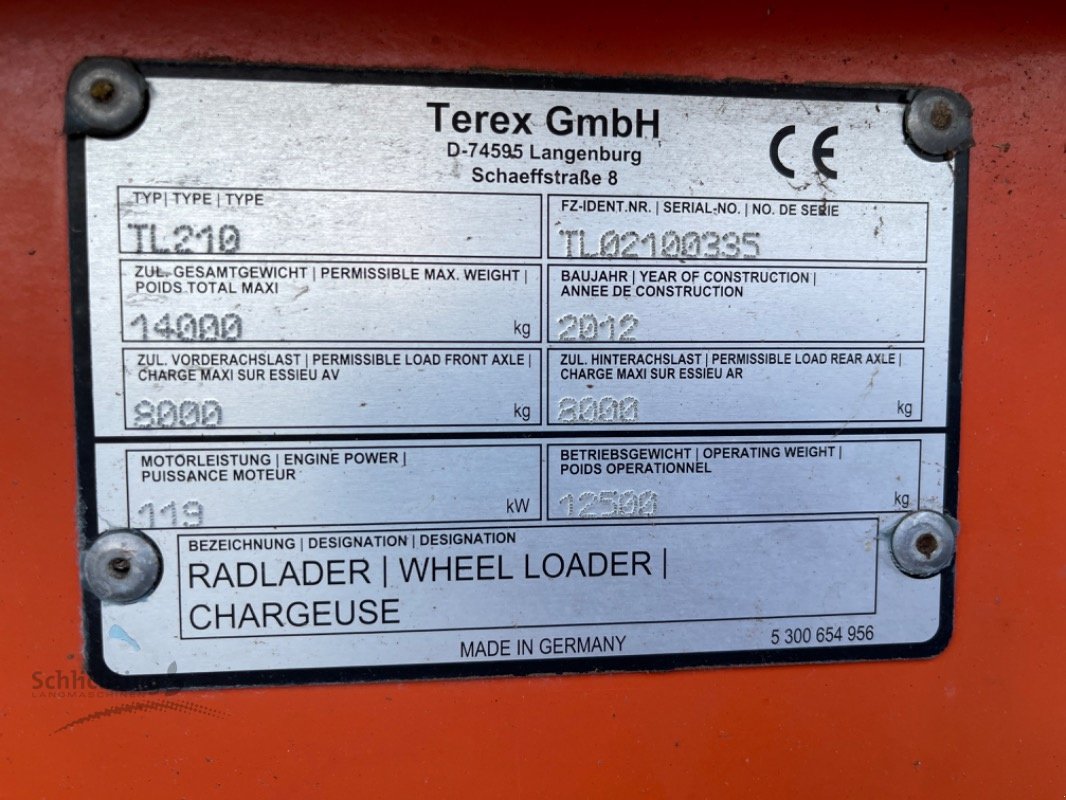 Terex GmbH
D-74595 Langenburg
Schaeffstraße 8
CE
TYP | TYPE | TYPE
TL210
FZ-IDENT.NR. | SERIAL-NO. | NO. DE SERIE
TL02100335
ZUL. GESAMTGEWICHT | PERMISSIBLE MAX. WEIGHT |
POIDS TOTAL MAXI
14000 kg
BAUJAHR | YEAR OF CONSTRUCTION |
ANNEE DE CONSTRUCTION
2012
ZUL. VORDERACHSLAST | PERMISSIBLE LOAD FRONT AXLE |
CHARGE MAXI SUR ESSIEU AV
8000 kg
ZUL. HINTERACHSLAST | PERMISSIBLE LOAD REAR AXLE |
CHARGE MAXI SUR ESSIEU AR
8000 kg
MOTORLEISTUNG | ENGINE POWER |
PUISSANCE MOTEUR
119 kW
BETRIEBSGEWICHT | OPERATING WEIGHT |
POIDS OPERATIONNEL
12500 kg
BEZEICHNUNG | DESIGNATION | DESIGNATION
RADLADER | WHEEL LOADER |
CHARGEUSE
MADE IN GERMANY
5 300 654 956
LANDMASCHINEN